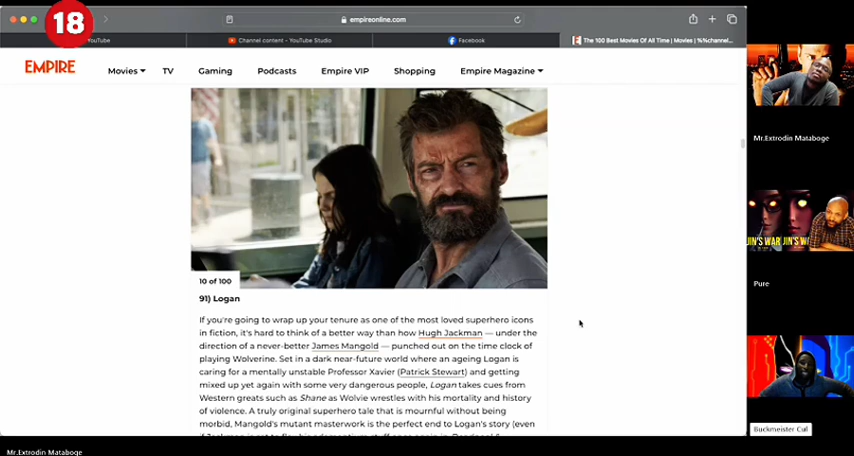 18
empireonline.com
YouTube
Channel content - YouTube Studio
Facebook
The 100 Best Movies Of All Time | Movies | %%channel...
EMPIRE
Movies
TV
Gaming
Podcasts
Empire VIP
Shopping
Empire Magazine
10 of 100
91) Logan
If you're going to wrap up your tenure as one of the most loved superhero icons
in fiction, it's hard to think of a better way than how Hugh Jackman — under the
direction of a never-better James Mangold — punched out on the time clock of
playing Wolverine. Set in a dark near-future world where an ageing Logan is
caring for a mentally unstable Professor Xavier (Patrick Stewart) and getting
mixed up yet again with some very dangerous people, Logan takes cues from
Western greats such as Shane as Wolvie wrestles with his mortality and history
of violence. A truly original superhero tale that is mournful without being
morbid, Mangold's mutant masterwork is the perfect end to Logan's story (even
Mr.Extrodin Mataboge
JIN'S WAR JIN'S WA
Pure
Buckmeister Cul
Mr.Extrodin Mataboge